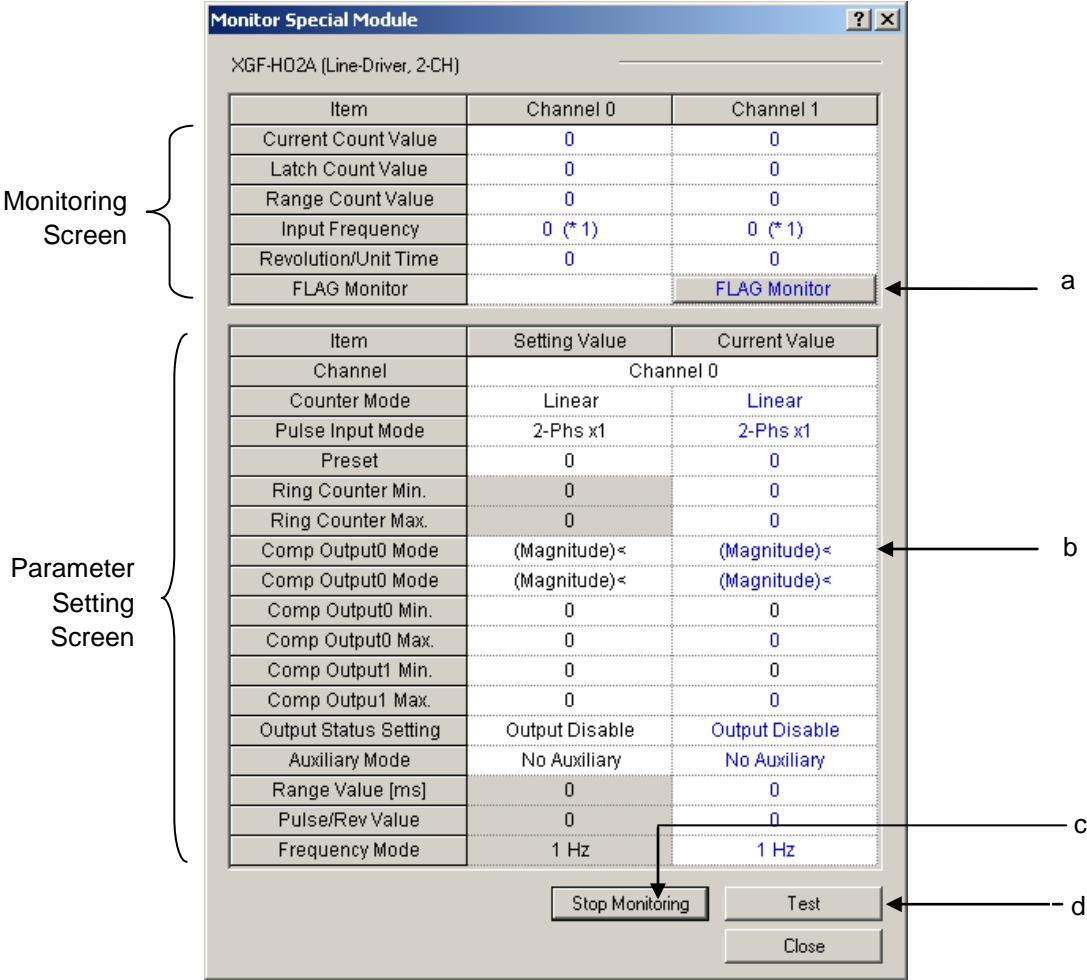 Monitor Special Module
XGF-HO2A (Line-Driver, 2-CH)
Item Channel 0 Channel 1
Current Count Value 0 0
Latch Count Value 0 0
Range Count Value 0 0
Input Frequency 0 (* 1) 0 (* 1)
Revolution/Unit Time 0 0
FLAG Monitor FLAG Monitor
Monitoring
Screen
a
Item Setting Value Current Value
Channel Channel 0
Counter Mode Linear Linear
Pulse Input Mode 2-Phs x1 2-Phs x1
Preset 0 0
Ring Counter Min. 0 0
Ring Counter Max. 0 0
Comp Output0 Mode (Magnitude)< (Magnitude)<
Comp Output0 Mode (Magnitude)< (Magnitude)<
Comp Output0 Min. 0 0
Comp Output0 Max. 0 0
Comp Output1 Min. 0 0
Comp Outpu1 Max. 0 0
Output Status Setting Output Disable Output Disable
Auxiliary Mode No Auxiliary No Auxiliary
Range Value [ms] 0 0
Pulse/Rev Value 0 0
Frequency Mode 1 Hz 1 Hz
Parameter
Setting
Screen
b
c
Stop Monitoring Test
d
Close